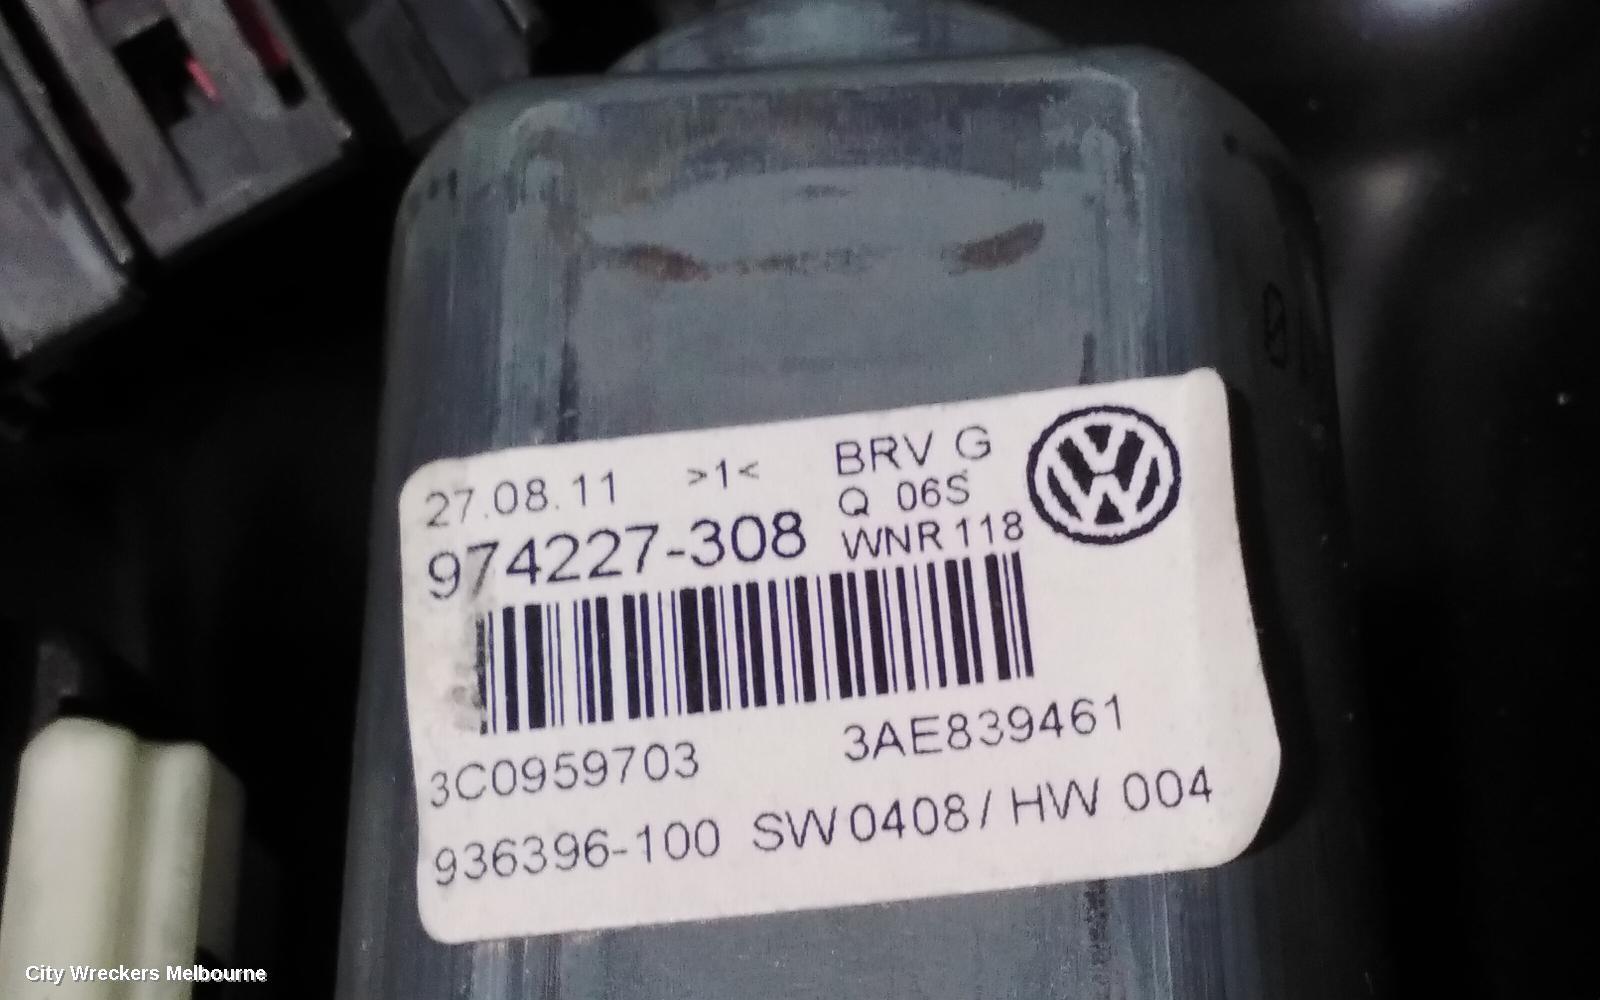 27.08.11 >1< BRV G
Q 06S
974227-308 WNR 118
3C0959703 3AE839461
936396-100 SW0408/ HW 004
City Wreckers Melbourne